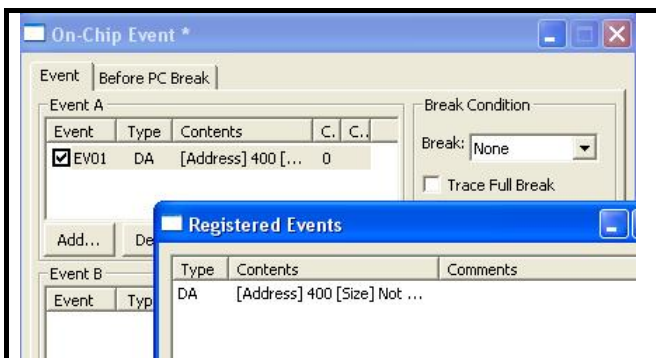 On-Chip Event *
Event Before PC Break
Event A
Event Type Contents C. C..
EV01 DA [Address] 400 [... 0
Break Condition
Break: None
Trace Full Break
Add... De
Event B
Event Typ
Registered Events
Type Contents Comments
DA [Address] 400 [Size] Not ...